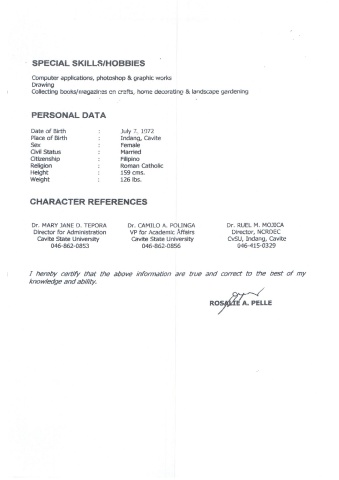 SPECIAL SKILLS/HOBBIES
Computer applications, photoshop & graphic works
Drawing
Collecting books/magazines on crafts, home decorating & landscape gardening
PERSONAL DATA
Date of Birth : July 7, 1972
Place of Birth : Indang, Cavite
Sex : Female
Civil Status : Married
Citizenship : Filipino
Religion : Roman Catholic
Height : 159 cms.
Weight : 126 lbs.
CHARACTER REFERENCES
Dr. MARY JANE D. TEPORA Dr. CAMILO A. POLINGA Dr. RUEL M. MOJICA
Director for Administration VP for Academic Affairs Director, NCRDEC
Cavite State University Cavite State University CvSU, Indang, Cavite
046-862-0853 046-862-0856 046-415-0329
I hereby certify that the above information are true and correct to the best of my
knowledge and ability.
ROSALIE A. PELLE